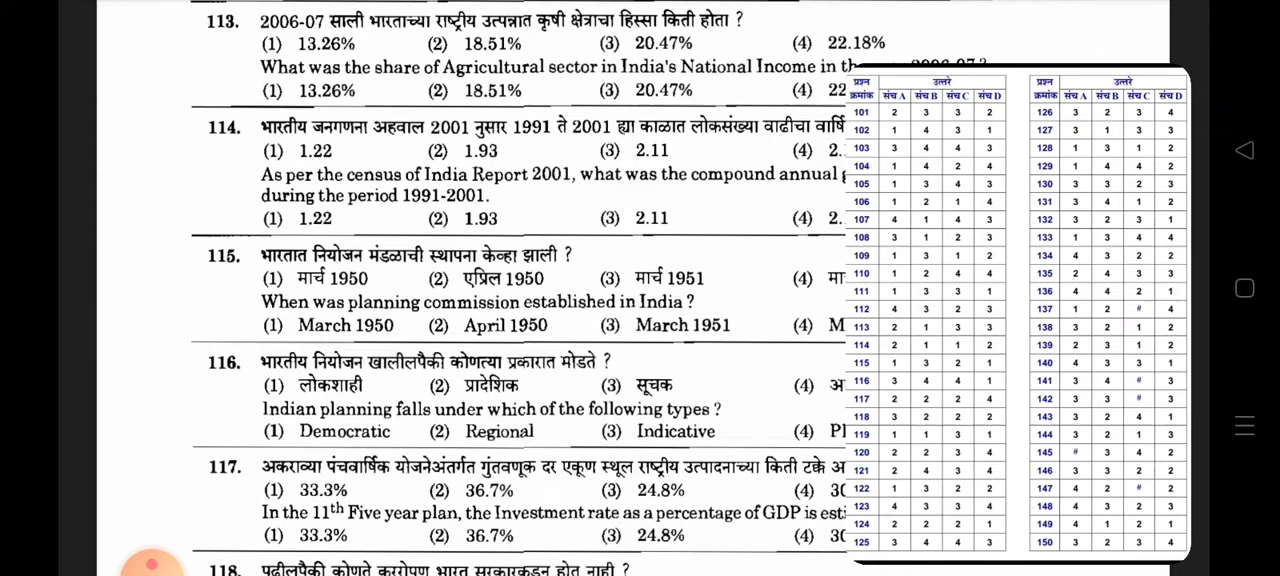 113. 2006-07 साली भारताच्या राष्ट्रीय उत्पन्नात कृषी क्षेत्राचा हिस्सा किती होता ?
(1) 13.26% (2) 18.51% (3) 20.47% (4) 22.18%
What was the share of Agricultural sector in India's National Income in the
(1) 13.26% (2) 18.51% (3) 20.47% (4) 22
114. भारतीय जनगणना अहवाल 2001 नुसार 1991 ते 2001 ह्या काळात लोकसंख्या वाढीचा वार्षि
(1) 1.22 (2) 1.93 (3) 2.11 (4) 2.
As per the census of India Report 2001, what was the compound annual
during the period 1991-2001.
(1) 1.22 (2) 1.93 (3) 2.11 (4) 2.
115. भारतात नियोजन मंडळाची स्थापना केव्हा झाली ?
(1) मार्च 1950 (2) एप्रिल 1950 (3) मार्च 1951 (4) मा
When was planning commission established in India ?
(1) March 1950 (2) April 1950 (3) March 1951 (4) M
116. भारतीय नियोजन खालीलपैकी कोणत्या प्रकारात मोडते ?
(1) लोकशाही (2) प्रादेशिक (3) सूचक (4) अ
Indian planning falls under which of the following types ?
(1) Democratic (2) Regional (3) Indicative (4) Pl
117. अकराव्या पंचवार्षिक योजनेअंतर्गत गुंतवणूक दर एकूण स्थूल राष्ट्रीय उत्पादनाच्या किती टक्के अ
(1) 33.3% (2) 36.7% (3) 24.8% (4) 30
In the 11th Five year plan, the Investment rate as a percentage of GDP is esti
(1) 33.3% (2) 36.7% (3) 24.8% (4) 30
118. पुढीलपैकी कोणते कररोपण भारत सरकारकडून होत नाही ?
प्रश्न क्रमांक उत्तरे
संच A संच B संच C संच D
101 2 3 3 2
102 1 4 3 1
103 3 4 4 3
104 1 4 2 4
105 1 3 4 3
106 1 2 1 4
107 4 1 4 3
108 3 1 2 3
109 1 3 1 2
110 1 2 4 4
111 1 3 3 1
112 4 3 2 3
113 2 1 3 3
114 2 1 1 2
115 1 3 2 1
116 3 4 4 1
117 2 2 2 4
118 3 2 2 2
119 1 1 3 1
120 2 2 3 4
121 2 4 3 4
122 1 3 2 2
123 4 3 3 4
124 2 2 2 1
125 3 4 4 3
प्रश्न क्रमांक उत्तरे
संच A संच B संच C संच D
126 3 2 3 4
127 3 1 3 3
128 1 3 1 2
129 1 4 4 2
130 3 3 2 3
131 3 4 1 2
132 3 2 3 1
133 1 3 4 4
134 4 3 2 2
135 2 4 3 3
136 4 4 2 1
137 1 2 # 4
138 3 2 1 2
139 2 3 1 2
140 4 3 3 1
141 3 4 # 3
142 3 3 # 3
143 3 2 4 1
144 3 2 1 3
145 # 3 4 2
146 3 3 2 2
147 4 2 # 2
148 4 3 2 3
149 4 1 2 1
150 3 2 3 4